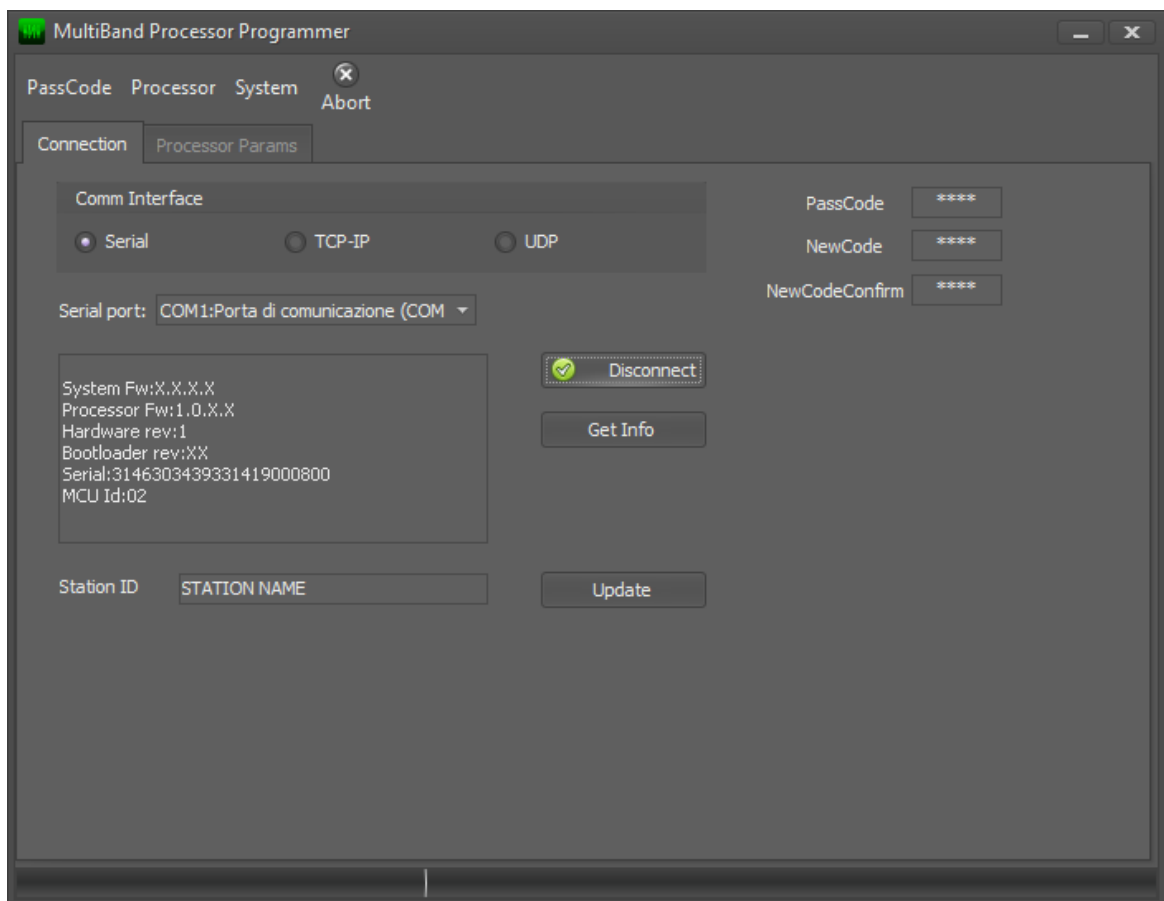 MultiBand Processor Programmer
PassCode Processor System Abort
Connection Processor Params
Comm Interface
Serial TCP-IP UDP
PassCode ****
NewCode ****
NewCodeConfirm ****
Serial port: COM1:Porta di comunicazione (COM
System Fw:X.X.X.X
Processor Fw:1.0.X.X
Hardware rev:1
Bootloader rev:XX
Serial:3146303439331419000800
MCU Id:02
Disconnect
Get Info
Station ID STATION NAME Update